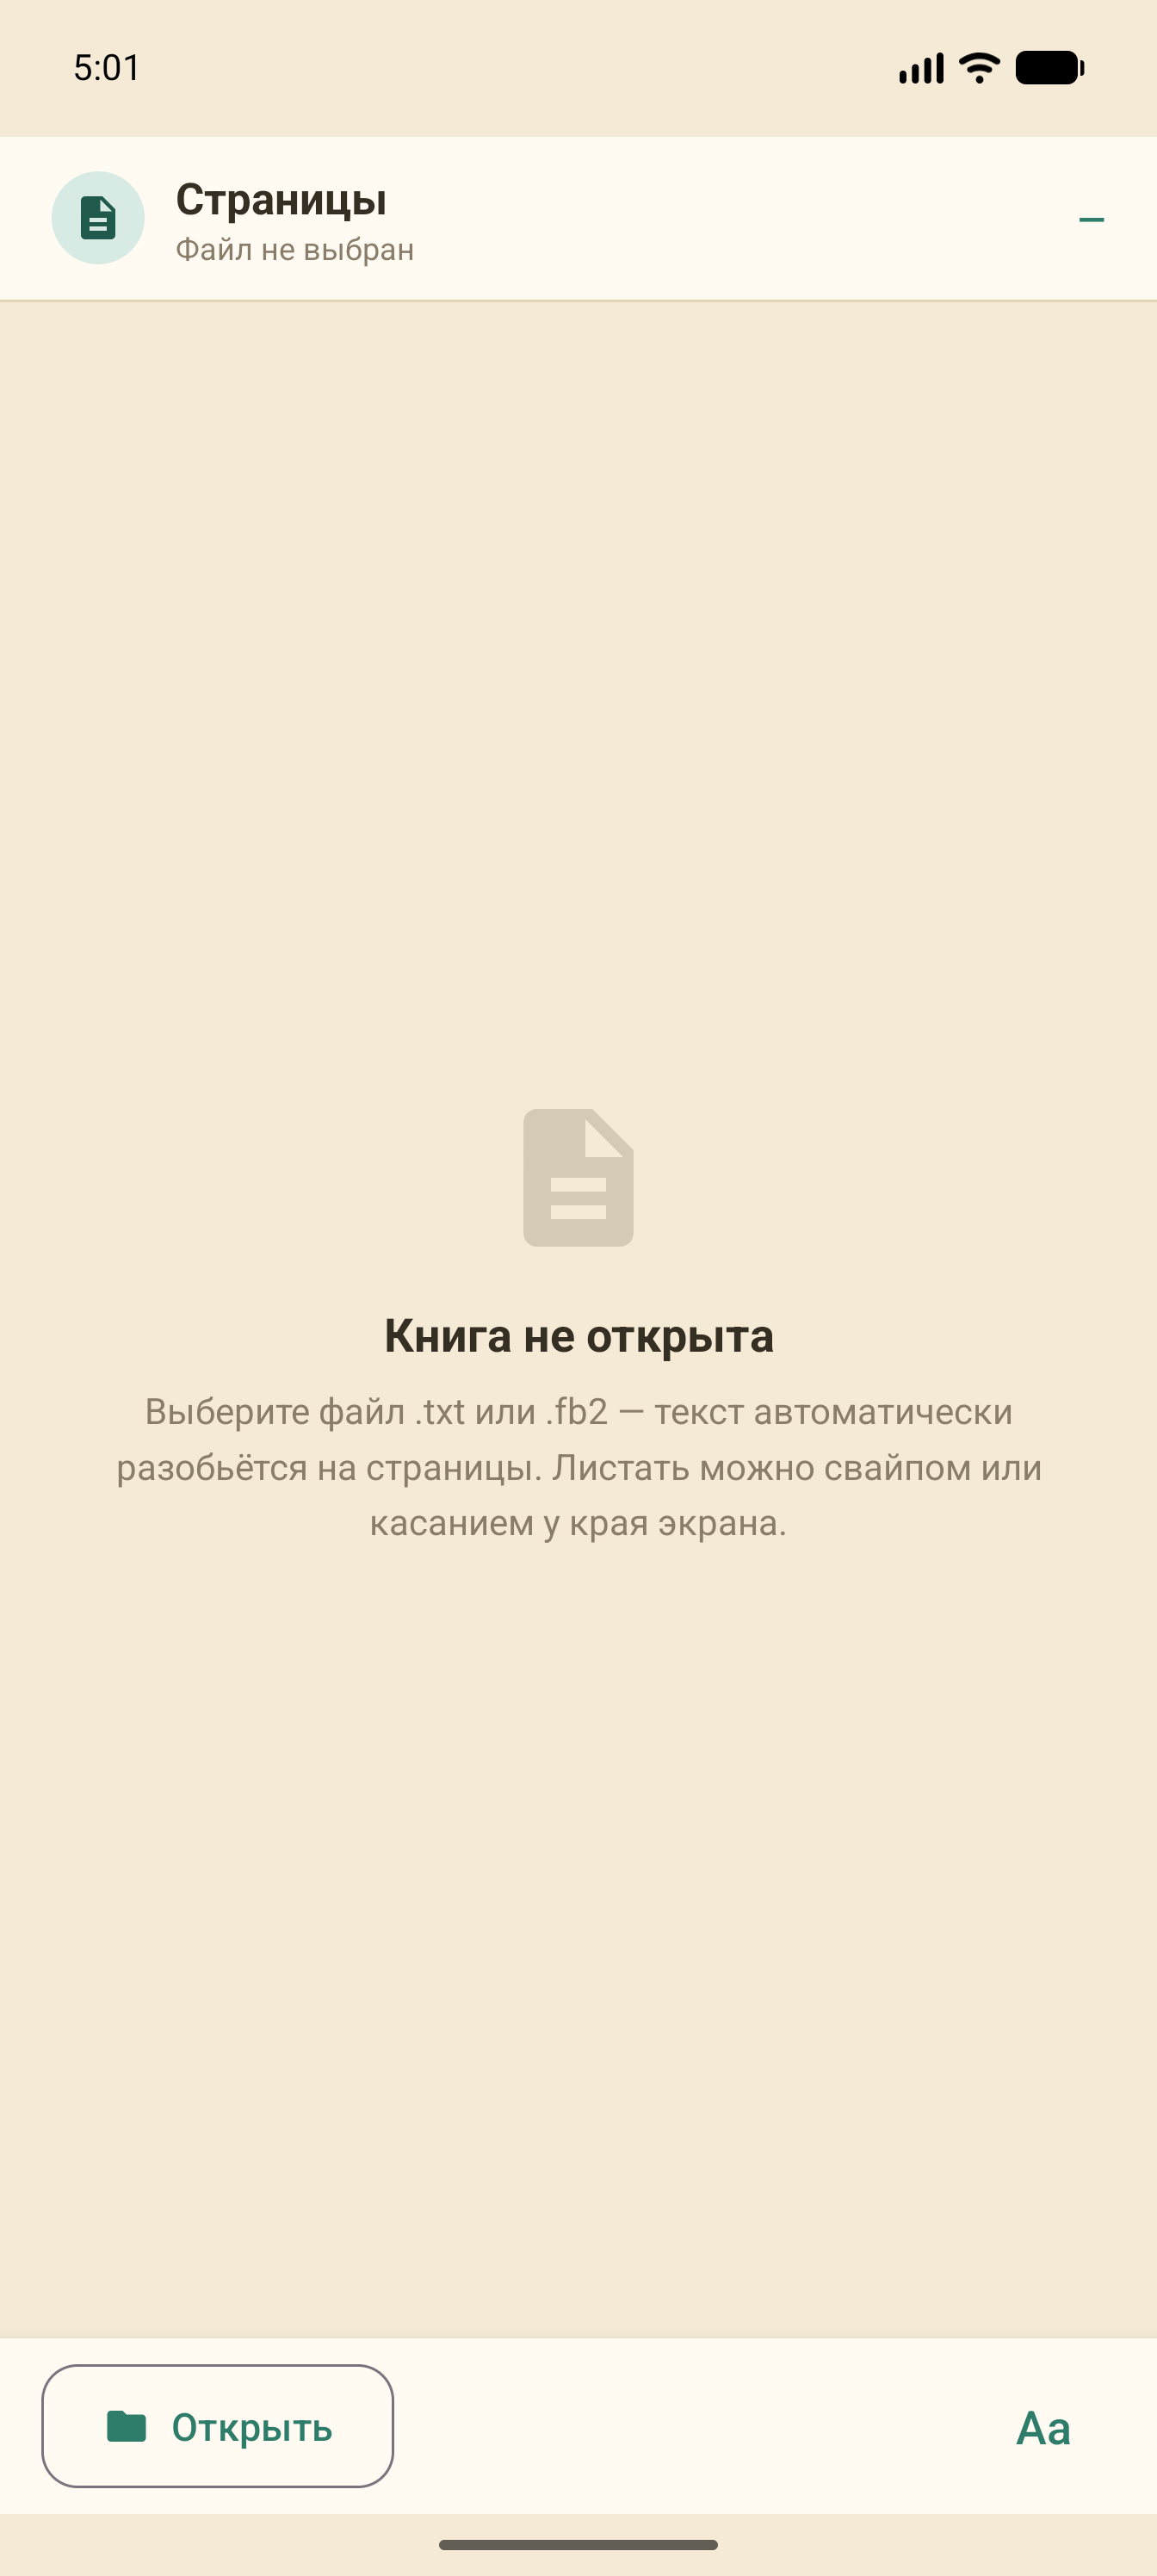 5:01
Страницы
Файл не выбран
–
Книга не открыта
Выберите файл .txt или .fb2 — текст автоматически
разобьётся на страницы. Листать можно свайпом или
касанием у края экрана.
Открыть
Aa